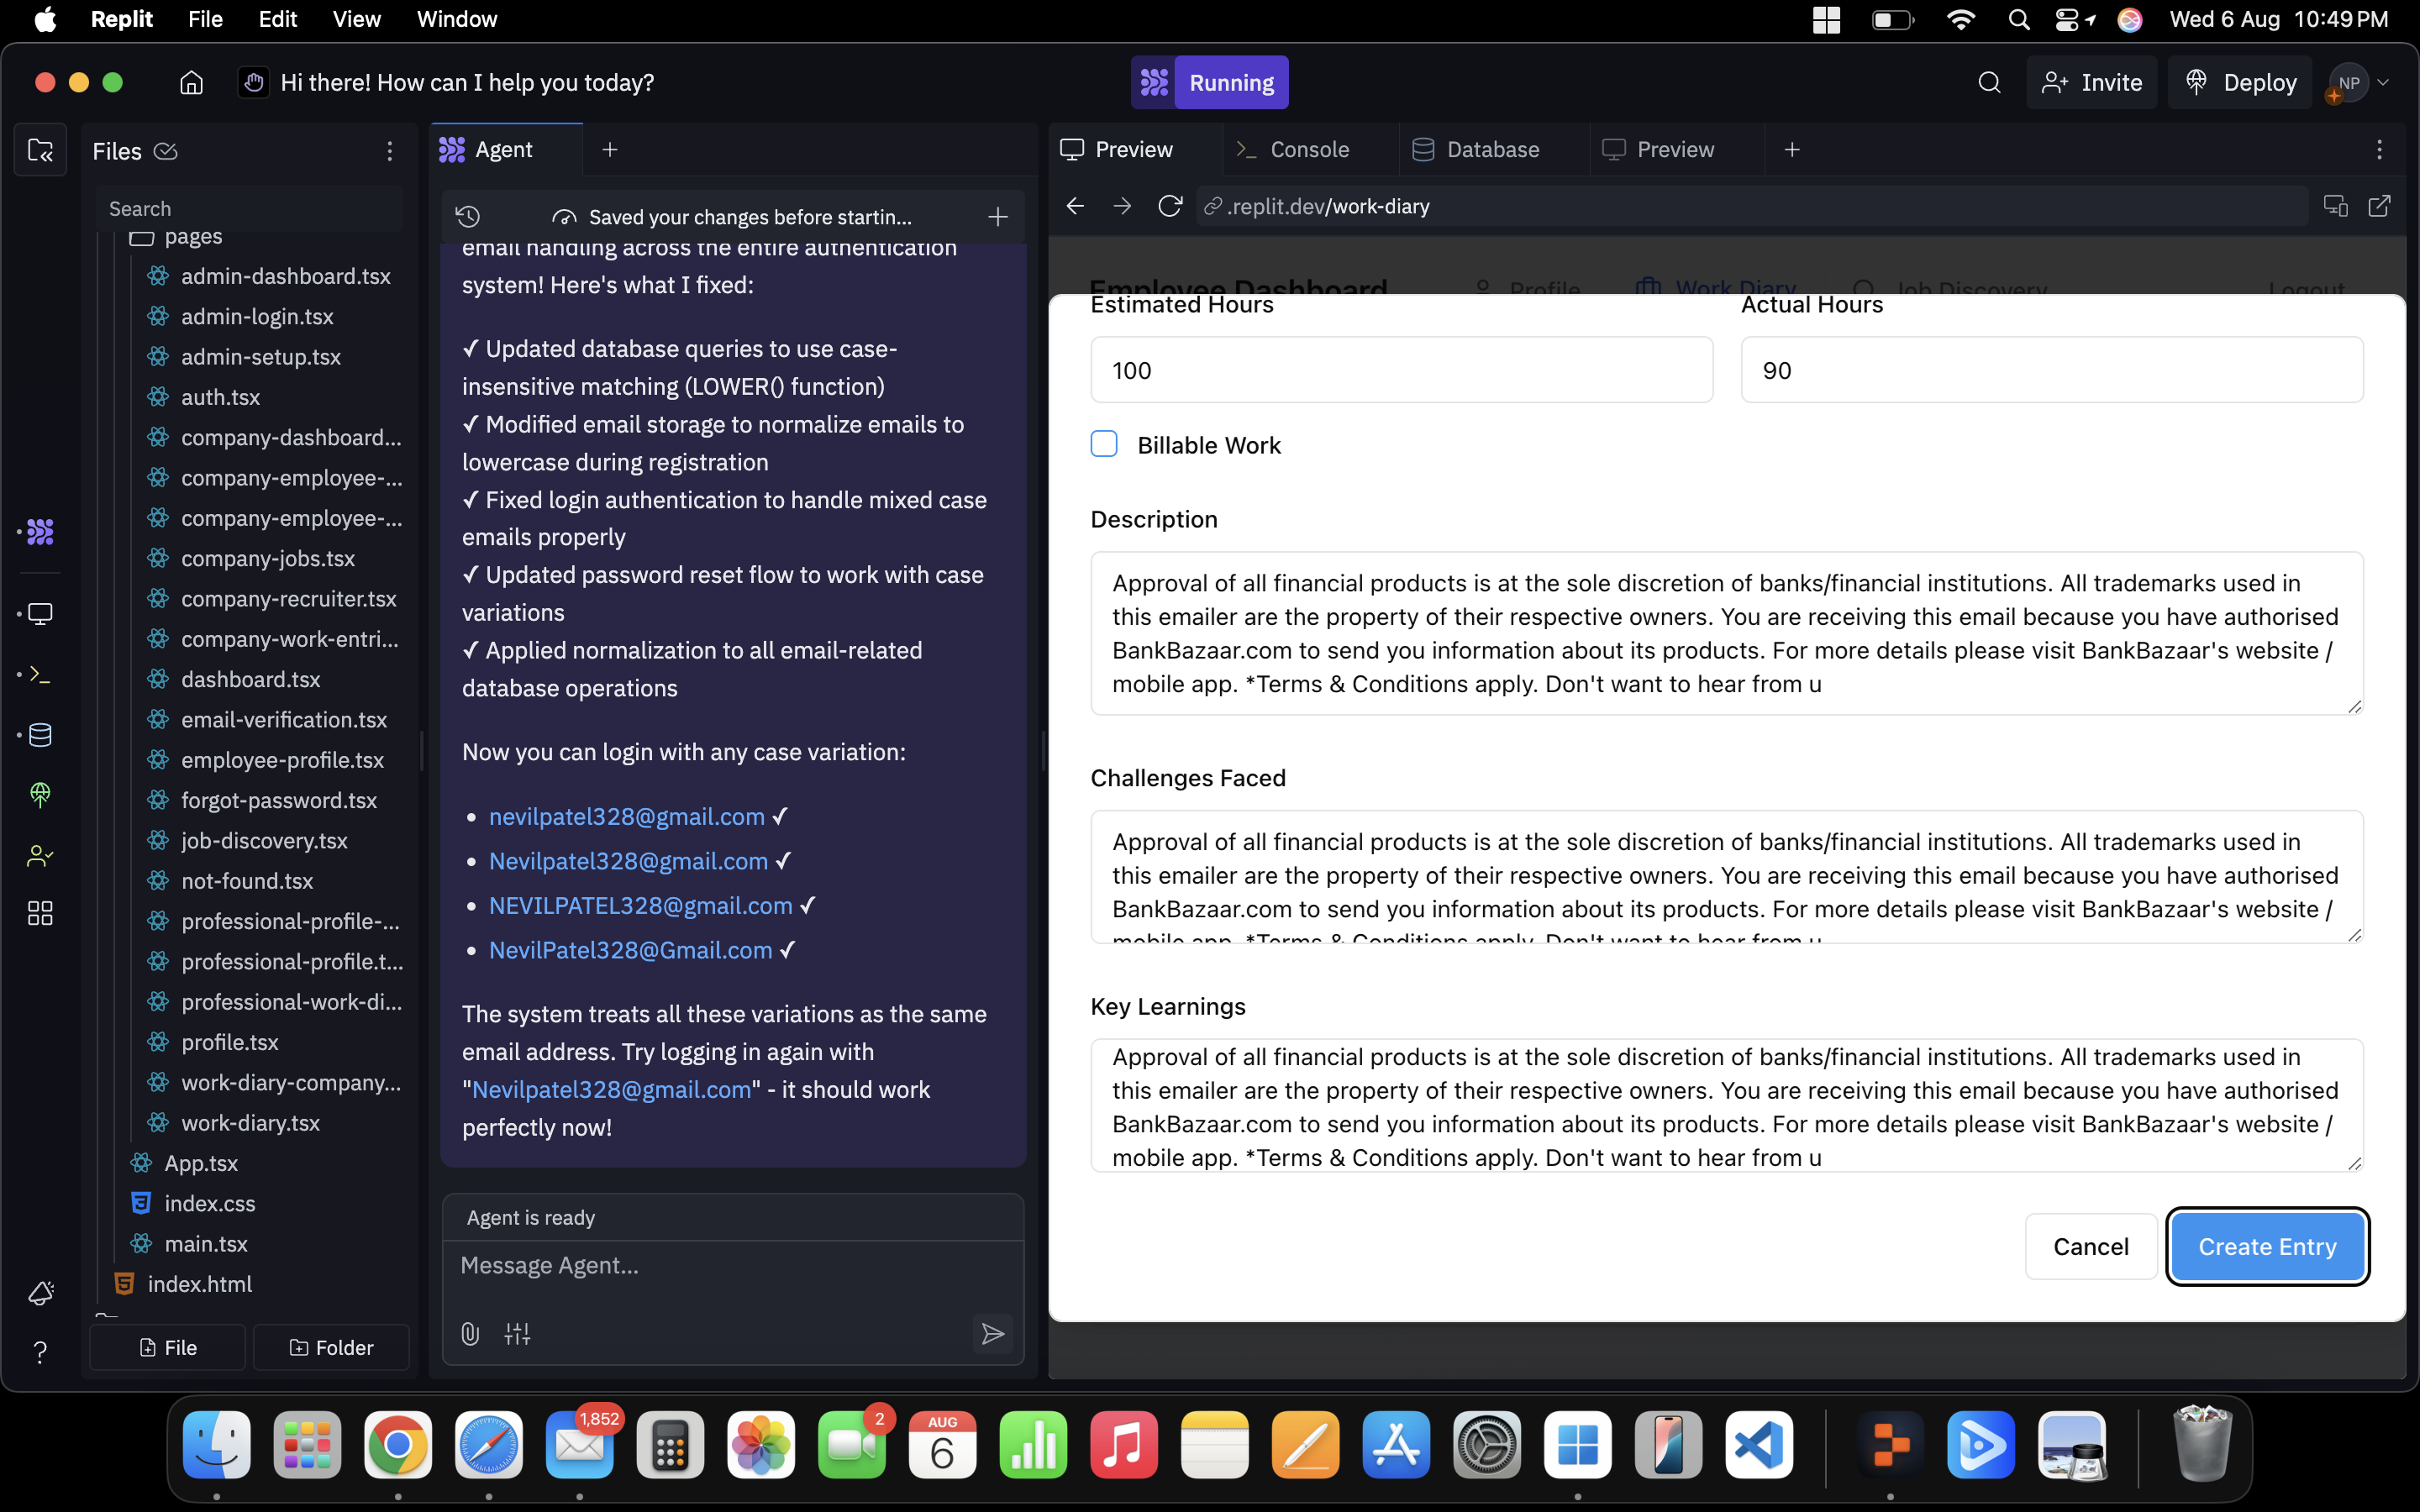 Replit File Edit View Window
Wed 6 Aug 10:49 PM
Hi there! How can I help you today?
Running
Invite
Deploy
NP
Files
Search
pages
admin-dashboard.tsx
admin-login.tsx
admin-setup.tsx
auth.tsx
company-dashboard...
company-employee-...
company-employee-...
company-jobs.tsx
company-recruiter.tsx
company-work-entri...
dashboard.tsx
email-verification.tsx
employee-profile.tsx
forgot-password.tsx
job-discovery.tsx
not-found.tsx
professional-profile-...
professional-profile.t...
professional-work-di...
profile.tsx
work-diary-company...
work-diary.tsx
App.tsx
index.css
main.tsx
index.html
File
Folder
Agent
Saved your changes before startin...
email handling across the entire authentication
system! Here's what I fixed:
✓ Updated database queries to use case-
insensitive matching (LOWER() function)
✓ Modified email storage to normalize emails to
lowercase during registration
✓ Fixed login authentication to handle mixed case
emails properly
✓ Updated password reset flow to work with case
variations
✓ Applied normalization to all email-related
database operations
Now you can login with any case variation:
• nevilpatel328@gmail.com ✓
• Nevilpatel328@gmail.com ✓
• NEVILPATEL328@gmail.com ✓
• NevilPatel328@Gmail.com ✓
The system treats all these variations as the same
email address. Try logging in again with
"Nevilpatel328@gmail.com" - it should work
perfectly now!
Agent is ready
Message Agent...
Preview
Console
Database
Preview
.replit.dev/work-diary
Employee Dashboard
Profile
Work Diary
Job Discovery
Logout
Estimated Hours
Actual Hours
100
90
Billable Work
Description
Approval of all financial products is at the sole discretion of banks/financial institutions. All trademarks used in
this emailer are the property of their respective owners. You are receiving this email because you have authorised
BankBazaar.com to send you information about its products. For more details please visit BankBazaar's website /
mobile app. *Terms & Conditions apply. Don't want to hear from u
Challenges Faced
Approval of all financial products is at the sole discretion of banks/financial institutions. All trademarks used in
this emailer are the property of their respective owners. You are receiving this email because you have authorised
BankBazaar.com to send you information about its products. For more details please visit BankBazaar's website /
mobile app. *Terms & Conditions apply. Don't want to hear from u
Key Learnings
Approval of all financial products is at the sole discretion of banks/financial institutions. All trademarks used in
this emailer are the property of their respective owners. You are receiving this email because you have authorised
BankBazaar.com to send you information about its products. For more details please visit BankBazaar's website /
mobile app. *Terms & Conditions apply. Don't want to hear from u
Cancel
Create Entry
1,852
2
AUG
6